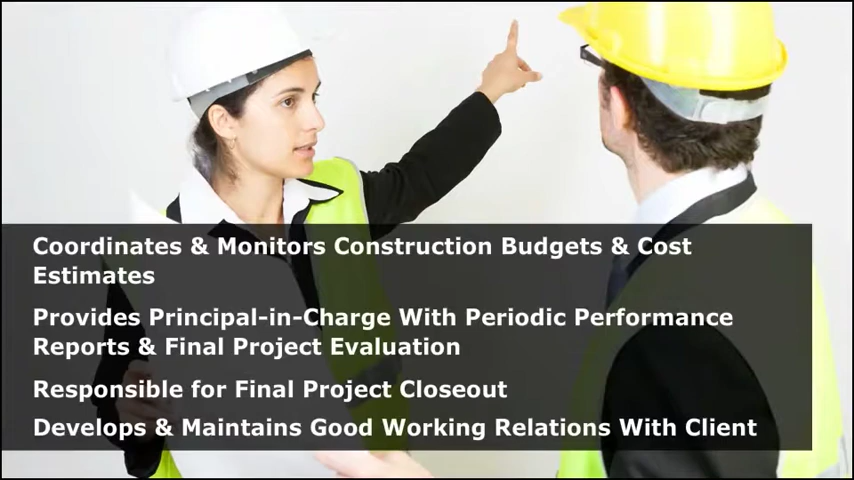 Coordinates & Monitors Construction Budgets & Cost
Estimates
Provides Principal-in-Charge With Periodic Performance
Reports & Final Project Evaluation
Responsible for Final Project Closeout
Develops & Maintains Good Working Relations With Client